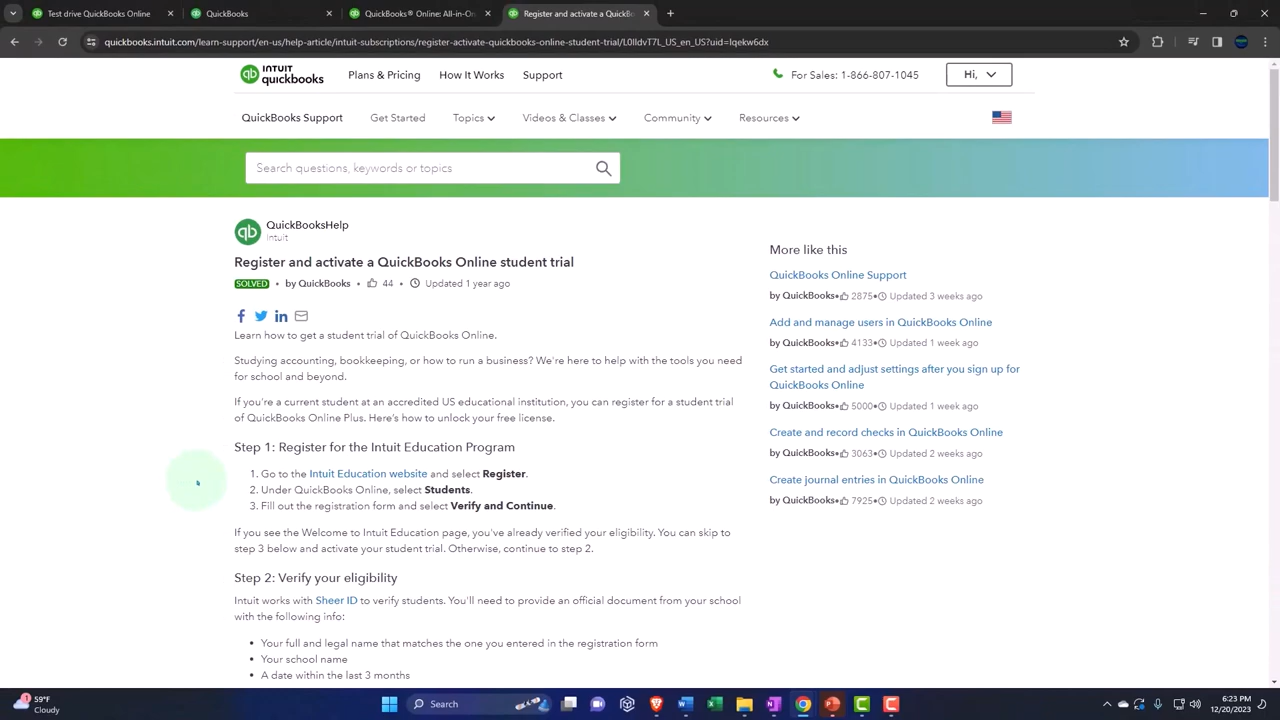 Test drive QuickBooks Online
QuickBooks
QuickBooks® Online: All-in-On
Register and activate a QuickBo
quickbooks.intuit.com/learn-support/en-us/help-article/intuit-subscriptions/register-activate-quickbooks-online-student-trial/L0lIdvT7L_US_en_US?uid=lqekw6dx
INTUIT
quickbooks
Plans & Pricing
How It Works
Support
For Sales: 1-866-807-1045
Hi,
QuickBooks Support
Get Started
Topics
Videos & Classes
Community
Resources
Search questions, keywords or topics
QuickBooksHelp
Intuit
Register and activate a QuickBooks Online student trial
SOLVED • by QuickBooks • 44 • Updated 1 year ago
Learn how to get a student trial of QuickBooks Online.
Studying accounting, bookkeeping, or how to run a business? We're here to help with the tools you need
for school and beyond.
If you're a current student at an accredited US educational institution, you can register for a student trial
of QuickBooks Online Plus. Here's how to unlock your free license.
Step 1: Register for the Intuit Education Program
1. Go to the Intuit Education website and select Register.
2. Under QuickBooks Online, select Students.
3. Fill out the registration form and select Verify and Continue.
If you see the Welcome to Intuit Education page, you've already verified your eligibility. You can skip to
step 3 below and activate your student trial. Otherwise, continue to step 2.
Step 2: Verify your eligibility
Intuit works with Sheer ID to verify students. You'll need to provide an official document from your school
with the following info:
• Your full and legal name that matches the one you entered in the registration form
• Your school name
• A date within the last 3 months
More like this
QuickBooks Online Support
by QuickBooks•2875•Updated 3 weeks ago
Add and manage users in QuickBooks Online
by QuickBooks•4133•Updated 1 week ago
Get started and adjust settings after you sign up for
QuickBooks Online
by QuickBooks•5000•Updated 1 week ago
Create and record checks in QuickBooks Online
by QuickBooks•3063•Updated 2 weeks ago
Create journal entries in QuickBooks Online
by QuickBooks•7925•Updated 2 weeks ago
1
59°F
Cloudy
Search
6:23 PM
12/20/2023